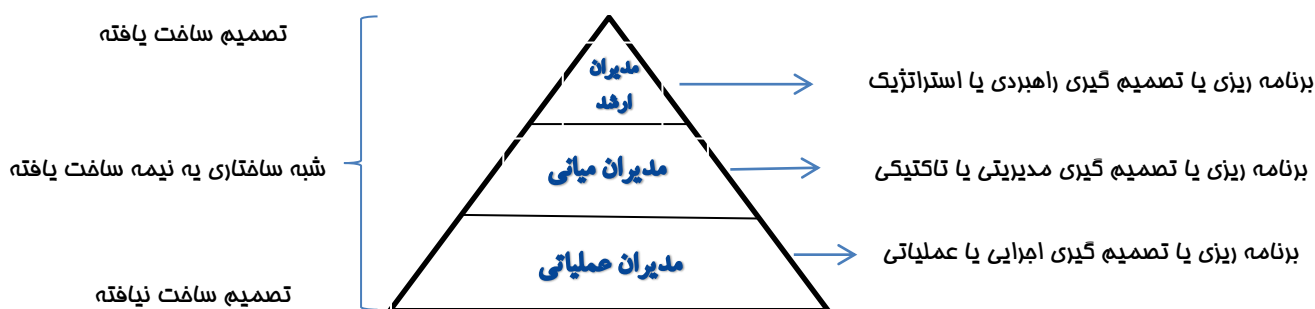 تصمیم ساخت یافته
مدیران
ارشد
برنامه ریزی یا تصمیم گیری راهبردی یا استراتژیک
شبه ساختاری یه نیمه ساخت یافته
مدیران میانی
برنامه ریزی یا تصمیم گیری مدیریتی یا تاکتیکی
مدیران عملیاتی
برنامه ریزی یا تصمیم گیری اجرایی یا عملیاتی
تصمیم ساخت نیافته